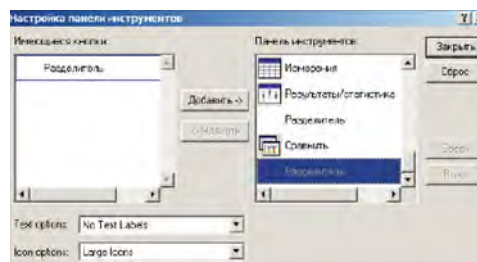 Настройка панели инструментов
Имеющиеся кнопки:
Панель инструментов:
Закрыть
Разделитель
Измерения
Сброс
Результаты/статистика
Добавить ->
Разделитель
Сравнить
Разделитель
Text options:
No Text Labels
Icon options:
Large Icons